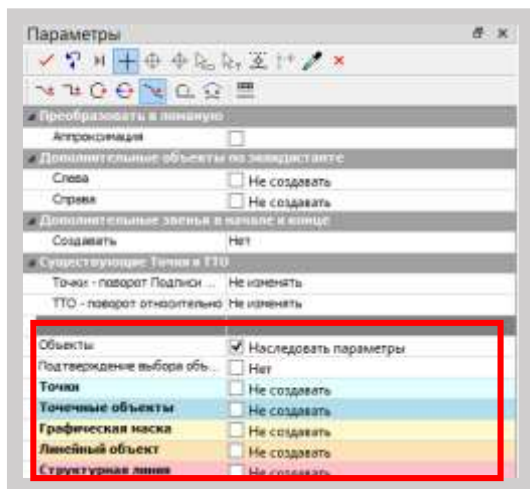 Параметры
Преобразовать в ломаную
Аппроксимация
Дополнительные объекты по эквидистанте
Слева Не создавать
Справа Не создавать
Дополнительные звенья в начале и конце
Создавать Нет
Существующие Точки и ТТО
Точки - поворот Подписи ... Не изменять
ТТО - поворот относительно Не изменять
Объекты Наследовать параметры
Подтверждение выбора объ... Нет
Точки Не создавать
Точечные объекты Не создавать
Графическая маска Не создавать
Линейный объект Не создавать
Структурная линия Не создавать